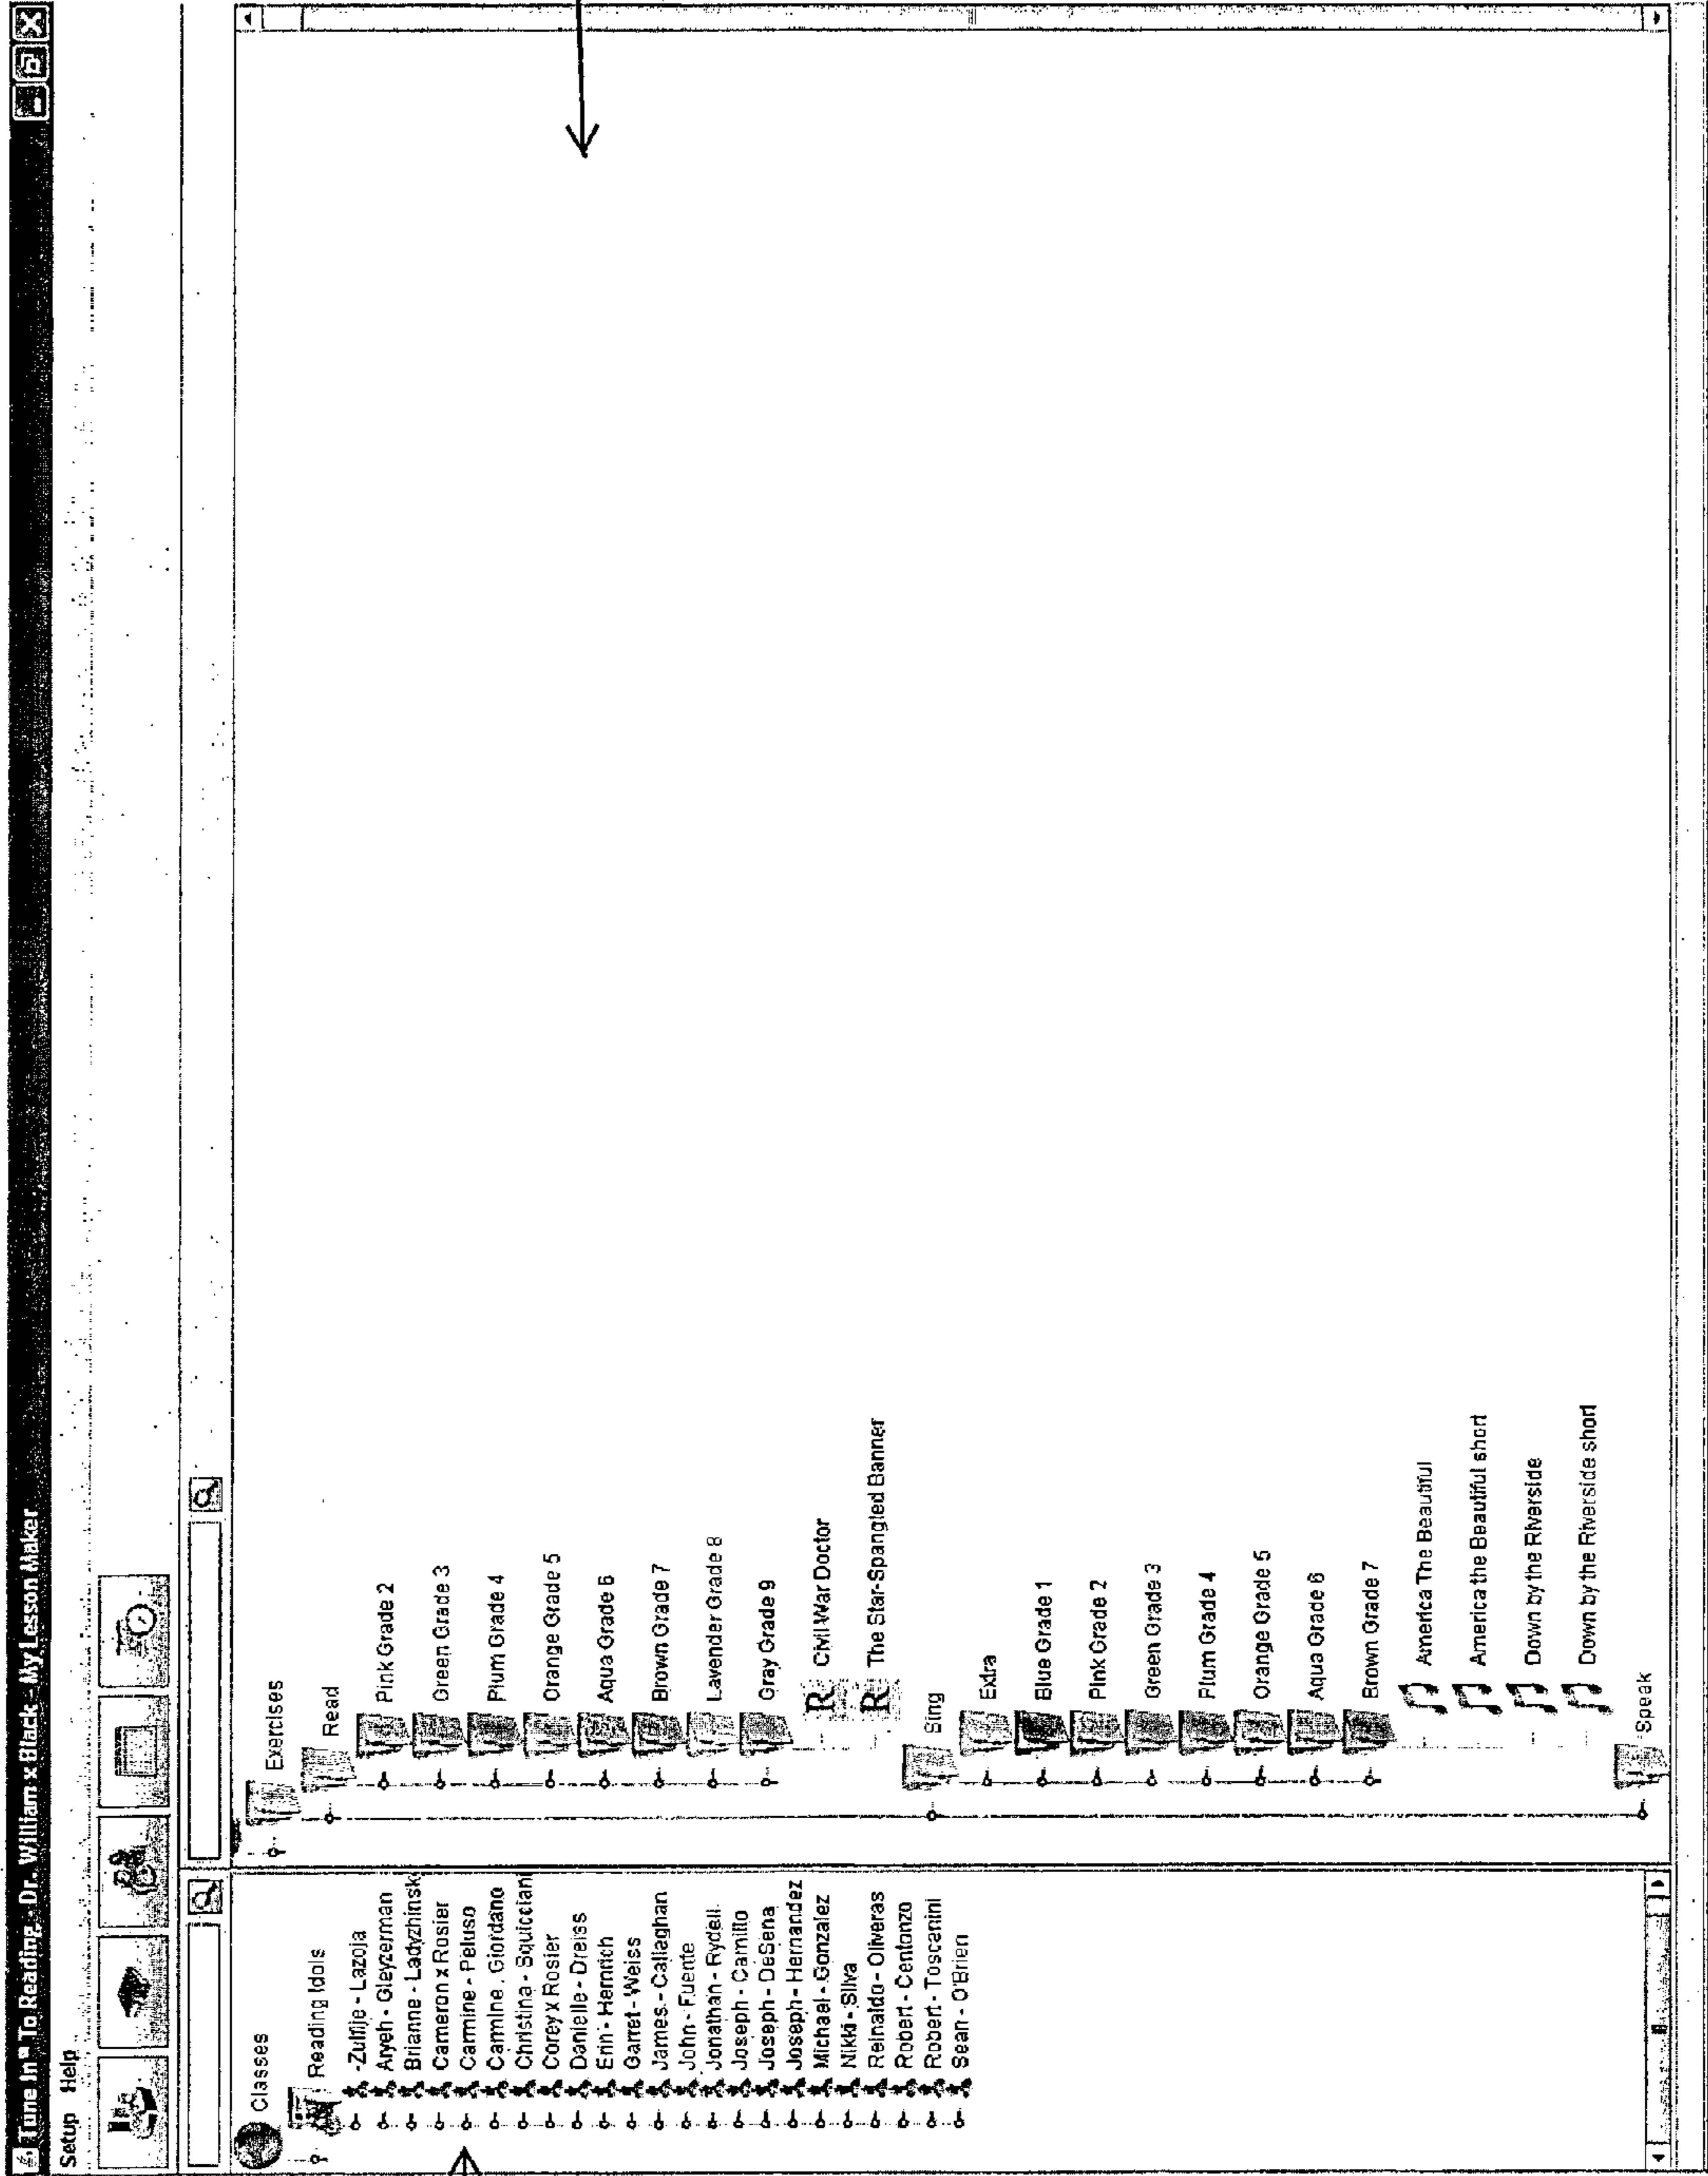 "Tune In" To Reading - Dr. William x Black - My Lesson Maker
Setup Help
Classes
Reading Idols
-Zulfije - Lazoja
Aryeh - Gleyzerman
Brianne - Ladyzhinsk
Cameron x Rosier
Carmine - Peluso
Carmine . Giordano
Christina - Squiccian
Corey x Rosier
Danielle - Dreiss
Erin - Hernrich
Garret - Weiss
James - Callaghan
John - Fuente
Jonathan - Rydell
Joseph - Camillo
Joseph - DeSena
Joseph - Hernandez
Michael - Gonzalez
Nikki - Silva
Reinaldo - Oliveras
Robert - Centonzo
Robert - Toscanini
Sean - O'Brien
Exercises
Read
Pink Grade 2
Green Grade 3
Plum Grade 4
Orange Grade 5
Aqua Grade 6
Brown Grade 7
Lavender Grade 8
Gray Grade 9
R Civil War Doctor
R The Star-Spangled Banner
Sing
Extra
Blue Grade 1
Pink Grade 2
Green Grade 3
Plum Grade 4
Orange Grade 5
Aqua Grade 6
Brown Grade 7
America The Beautiful
America the Beautiful short
Down by the Riverside
Down by the Riverside short
Speak